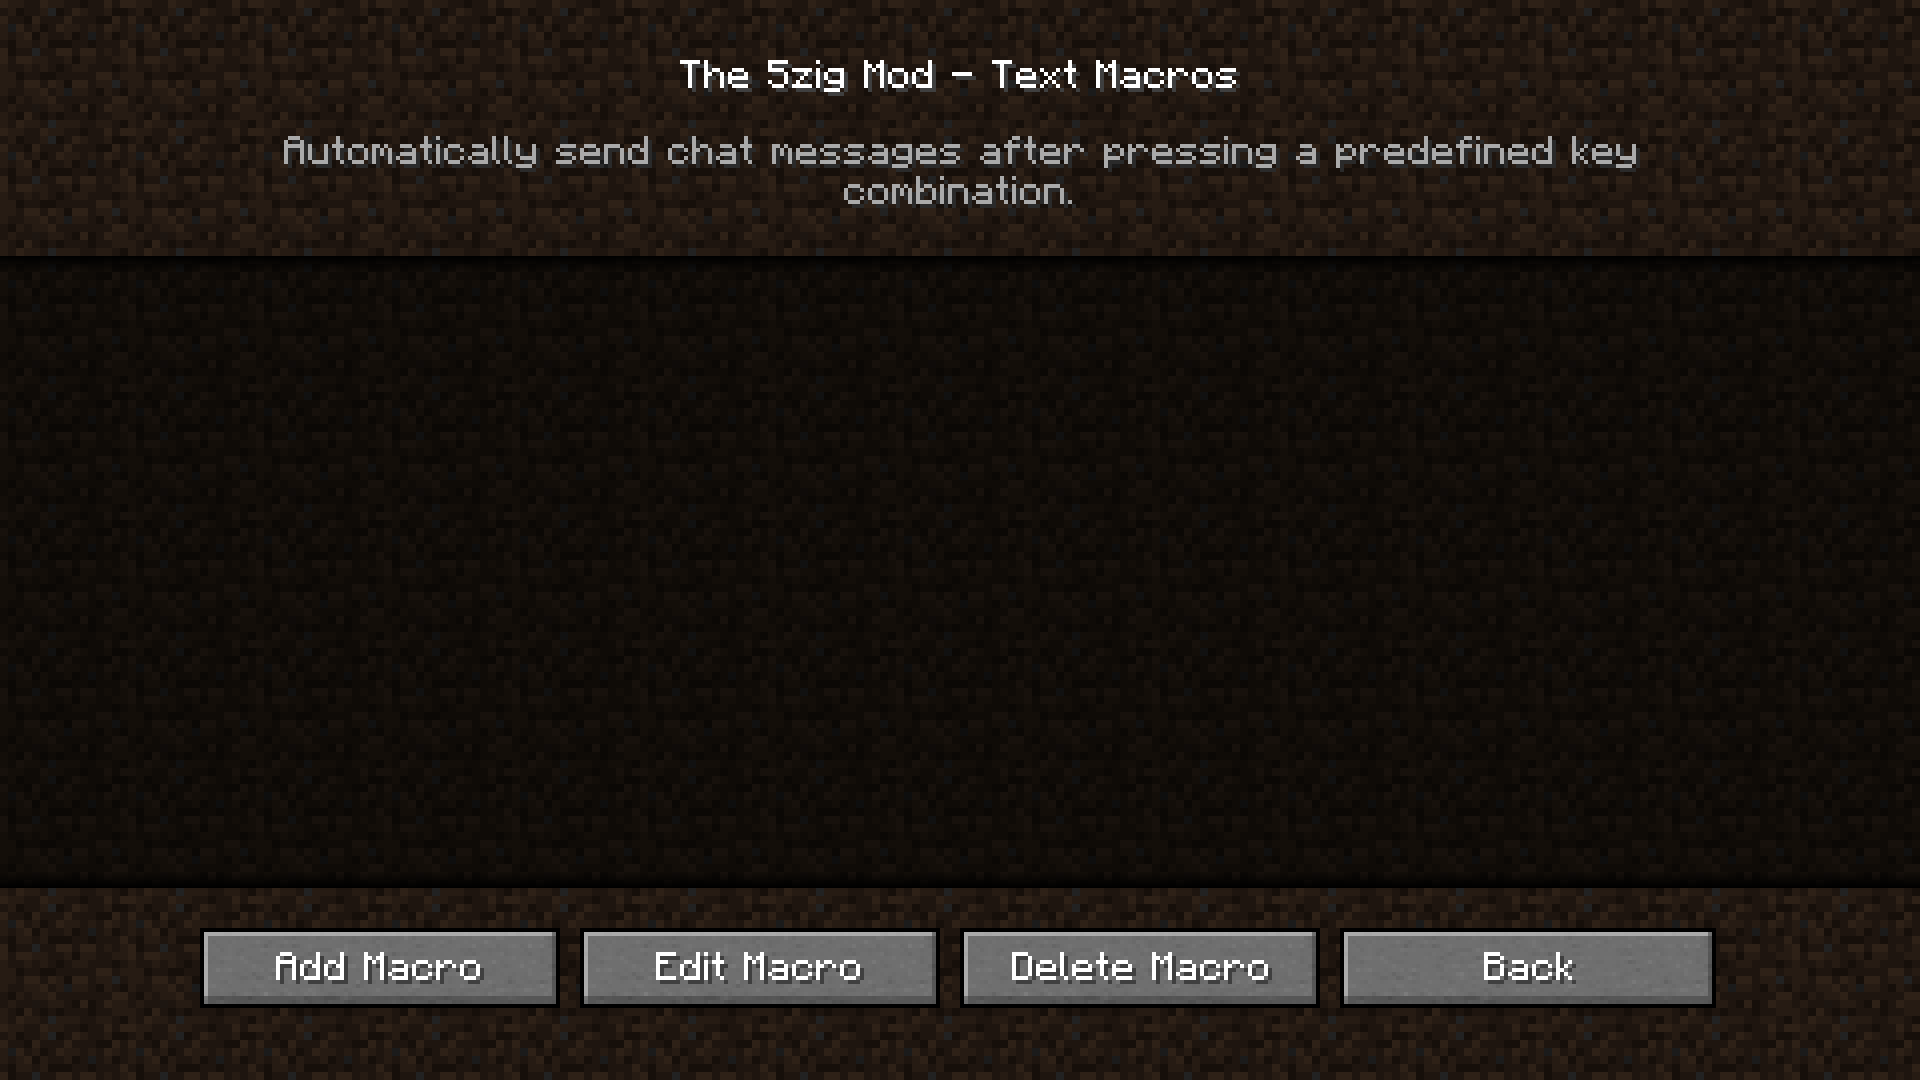 The 5zig Mod - Text Macros
Automatically send chat messages after pressing a predefined key
combination.
Add Macro
Edit Macro
Delete Macro
Back